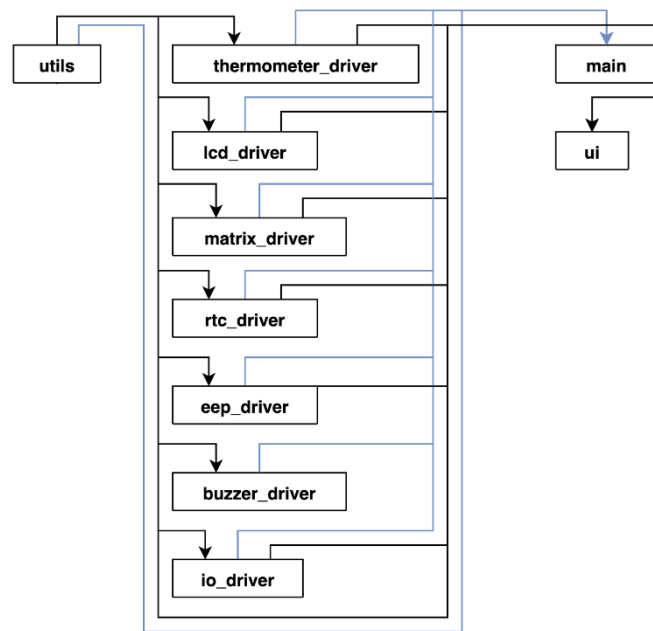 utils
thermometer_driver
main
lcd_driver
ui
matrix_driver
rtc_driver
eep_driver
buzzer_driver
io_driver